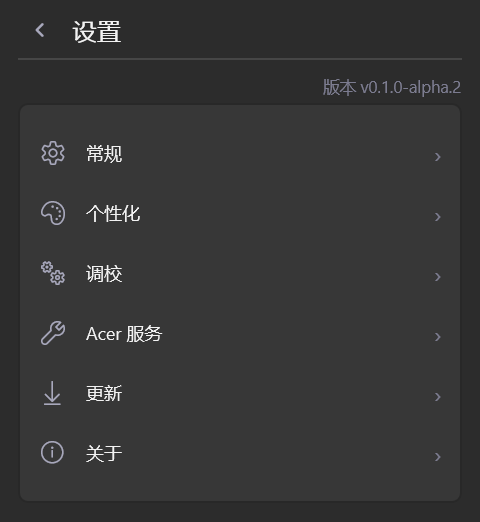 设置
版本 v0.1.0-alpha.2
常规
个性化
调校
Acer 服务
更新
关于